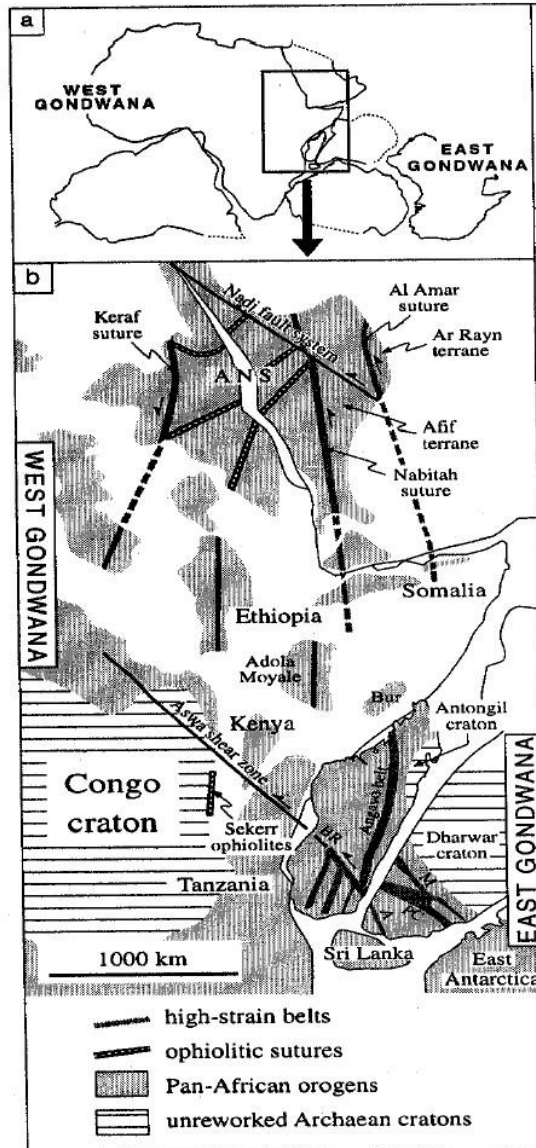 a
WEST
GONDWANA
EAST
GONDWANA
b
Keraf
suture
Nadj fault system
Al Amar
suture
Ar Rayn
terrane
A N S
Afif
terrane
Nabitah
suture
WEST GONDWANA
Ethiopia
Somalia
Adola
Moyale
Bur
Antongil
craton
Aswa shear zone
Kenya
Angavo belt
Congo
craton
Sekerr
ophiolites
BR
Dharwar
craton
EAST GONDWANA
Tanzania
M
PC
A
1000 km
Sri Lanka
East
Antarctica
high-strain belts
ophiolitic sutures
Pan-African orogens
unreworked Archaean cratons